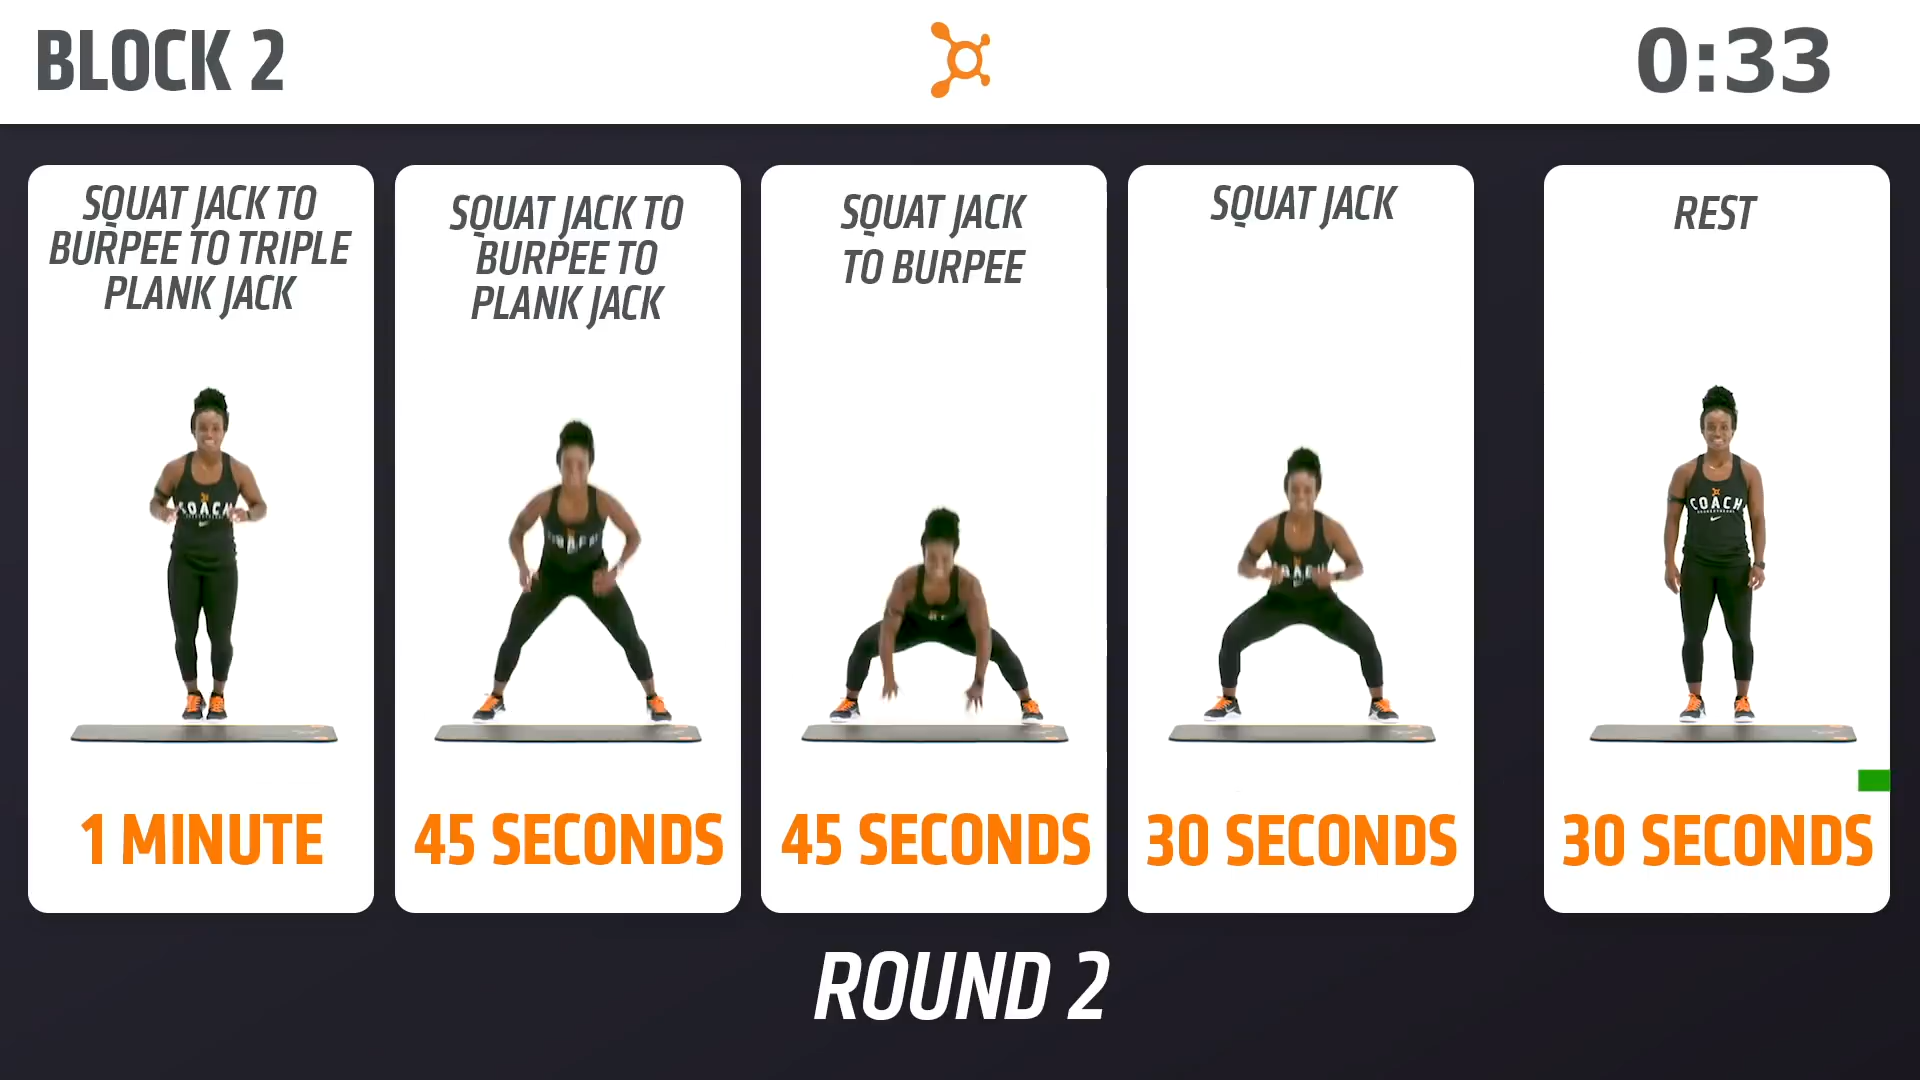 BLOCK 2
0:33
SQUAT JACK TO
BURPEE TO TRIPLE
PLANK JACK
COACH
1 MINUTE
SQUAT JACK TO
BURPEE TO
PLANK JACK
45 SECONDS
SQUAT JACK
TO BURPEE
45 SECONDS
SQUAT JACK
30 SECONDS
REST
COACH
30 SECONDS
ROUND 2